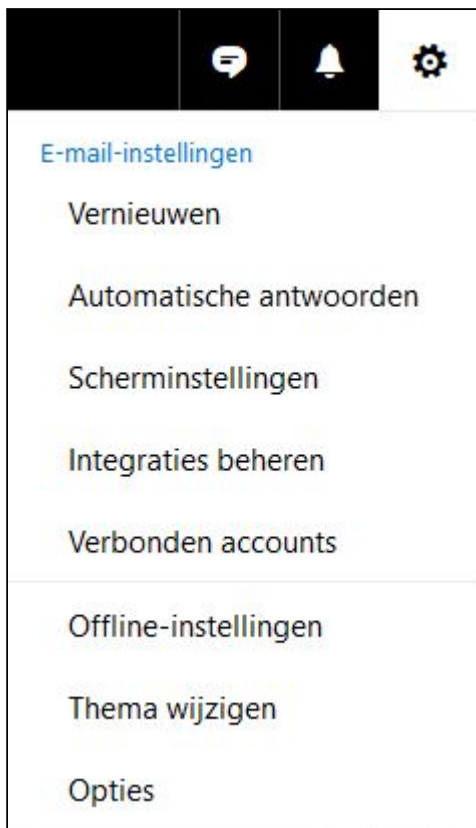 E-mail-instellingen
Vernieuwen
Automatische antwoorden
Scherminstellingen
Integraties beheren
Verbonden accounts
Offline-instellingen
Thema wijzigen
Opties